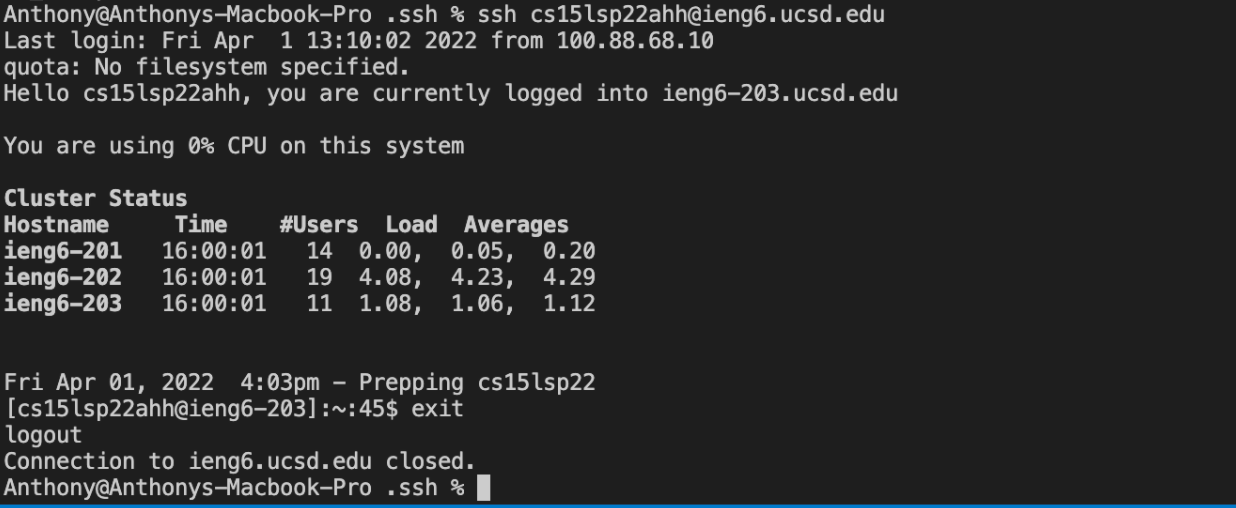 Anthony@Anthonys-Macbook-Pro .ssh % ssh cs15lsp22ahh@ieng6.ucsd.edu
Last login: Fri Apr  1 13:10:02 2022 from 100.88.68.10
quota: No filesystem specified.
Hello cs15lsp22ahh, you are currently logged into ieng6-203.ucsd.edu
You are using 0% CPU on this system
Cluster Status
Hostname     Time    #Users  Load  Averages
ieng6-201   16:00:01   14  0.00,  0.05,  0.20
ieng6-202   16:00:01   19  4.08,  4.23,  4.29
ieng6-203   16:00:01   11  1.08,  1.06,  1.12
Fri Apr 01, 2022  4:03pm - Prepping cs15lsp22
[cs15lsp22ahh@ieng6-203]:~:45$ exit
logout
Connection to ieng6.ucsd.edu closed.
Anthony@Anthonys-Macbook-Pro .ssh %